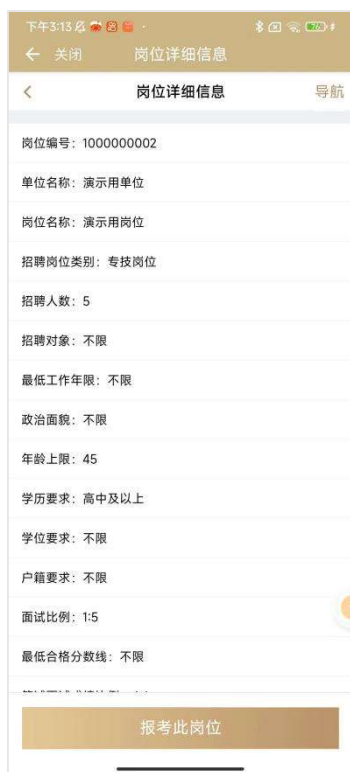 下午3:13
← 关闭 岗位详细信息
< 岗位详细信息 导航
岗位编号：1000000002
单位名称：演示用单位
岗位名称：演示用岗位
招聘岗位类别：专技岗位
招聘人数：5
招聘对象：不限
最低工作年限：不限
政治面貌：不限
年龄上限：45
学历要求：高中及以上
学位要求：不限
户籍要求：不限
面试比例：1:5
最低合格分数线：不限
报考此岗位